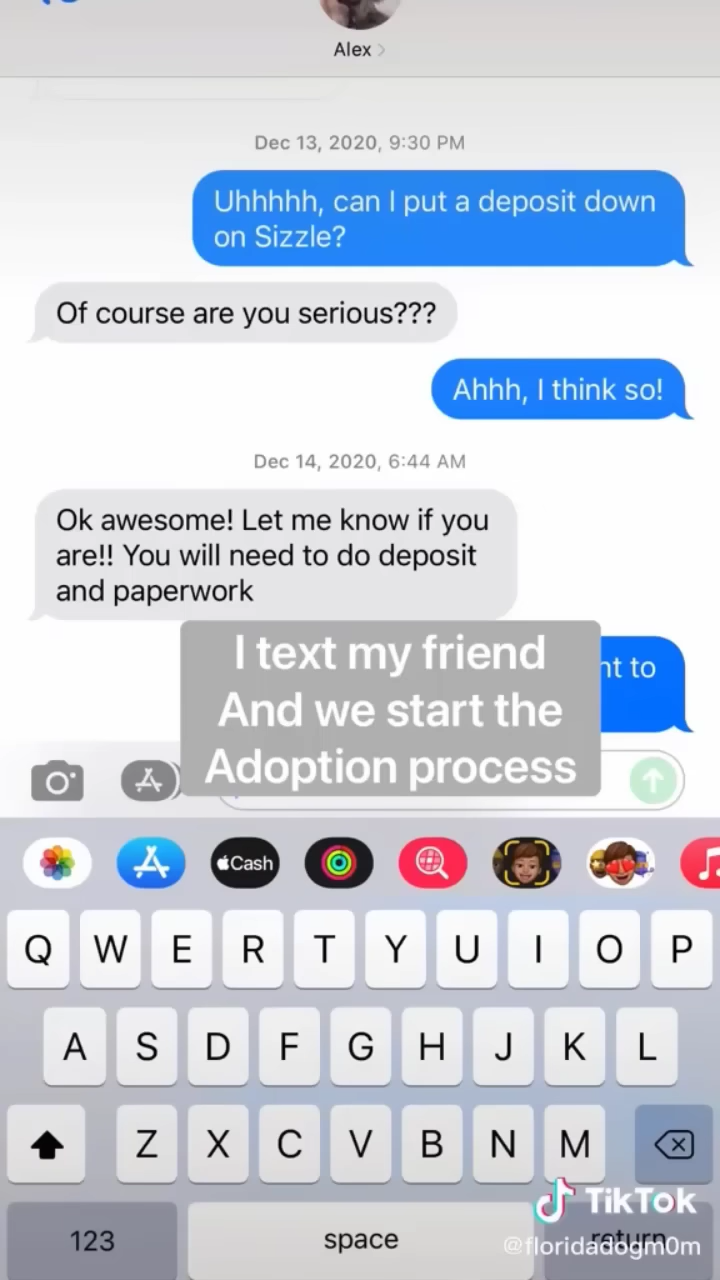 Alex
Dec 13, 2020, 9:30 PM
Uhhhhh, can I put a deposit down
on Sizzle?
Of course are you serious???
Ahhh, I think so!
Dec 14, 2020, 6:44 AM
Ok awesome! Let me know if you
are!! You will need to do deposit
and paperwork
to
I text my friend
And we start the
Adoption process
Cash
Q W E R T Y U I O P
A S D F G H J K L
Z X C V B N M
TikTok
123 space return
@floridadogm0m